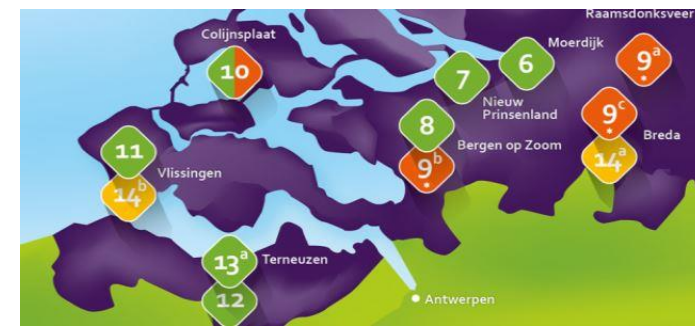 Raamsdonksveer
Colijnsplaat
Moerdijk
10
6
9a
7
Nieuw
Prinsenland
8
9c
Breda
11
Bergen op Zoom
9b
14a
Vlissingen
14b
13a
Terneuzen
12
Antwerpen